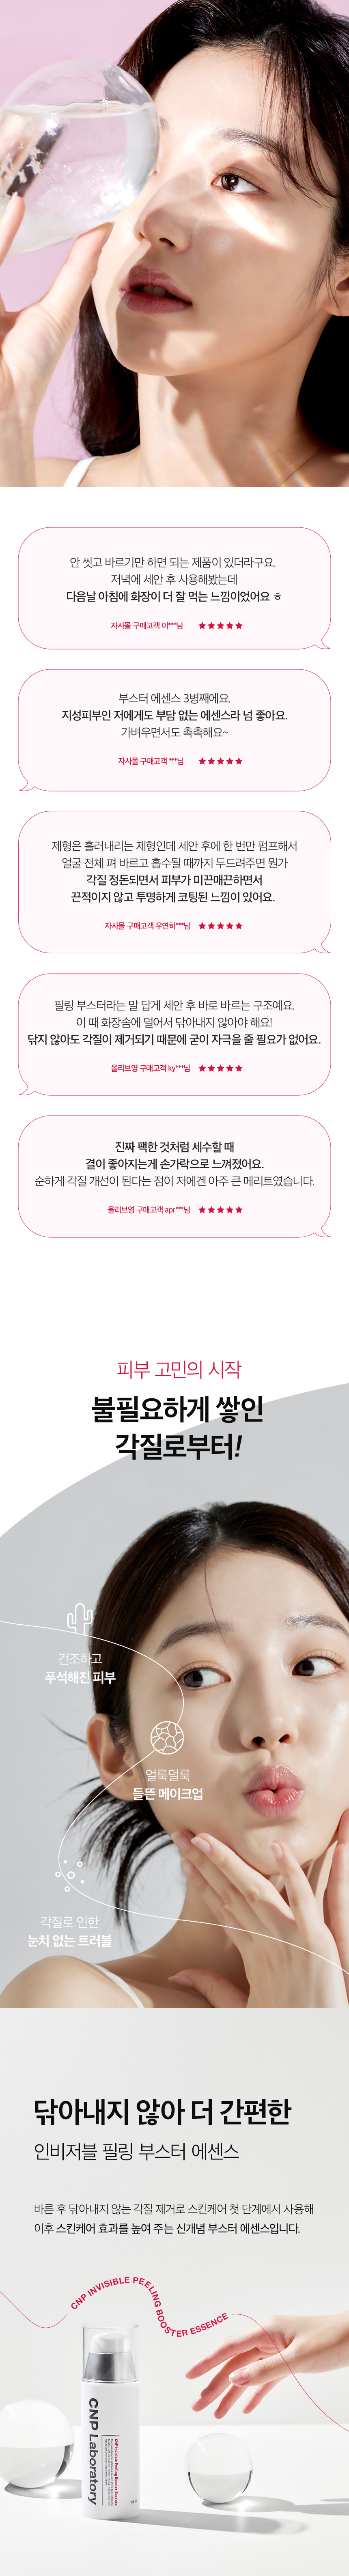 안 씻고 바르기만 하면 되는 제품이 있더라구요.
저녁에 세안 후 사용해봤는데
다음날 아침에 화장이 더 잘 먹는 느낌이었어요 ㅎ
자사몰 구매고객 이***님 ★★★★★
부스터 에센스 3병째에요.
지성피부인 저에게도 부담 없는 에센스라 넘 좋아요.
가벼우면서도 촉촉해요~
자사몰 구매고객 ***님 ★★★★★
제형은 흘러내리는 제형인데 세안 후에 한 번만 펌프해서
얼굴 전체 펴 바르고 흡수될 때까지 두드려주면 뭔가
각질 정돈되면서 피부가 미끈매끈하면서
끈적이지 않고 투명하게 코팅된 느낌이 있어요.
자사몰 구매고객 우연히***님 ★★★★★
필링 부스터라는 말 답게 세안 후 바로 바르는 구조예요.
이 때 화장솜에 덜어서 닦아내지 않아야 해요!
닦지 않아도 각질이 제거되기 때문에 굳이 자극을 줄 필요가 없어요.
올리브영 구매고객 ky***님 ★★★★★
진짜 팩한 것처럼 세수할 때
결이 좋아지는게 손가락으로 느껴졌어요.
순하게 각질 개선이 된다는 점이 저에겐 아주 큰 메리트였습니다.
올리브영 구매고객 apr***님 ★★★★★
피부 고민의 시작
불필요하게 쌓인
각질로부터!
건조하고
푸석해진 피부
얼룩덜룩
들뜬 메이크업
각질로 인한
눈치 없는 트러블
닦아내지 않아 더 간편한
인비저블 필링 부스터 에센스
바른 후 닦아내지 않는 각질 제거로 스킨케어 첫 단계에서 사용해
이후 스킨케어 효과를 높여 주는 신개념 부스터 에센스입니다.
CNP INVISIBLE PEELING BOOSTER ESSENCE
CNP Laboratory
CNP Invisible Peeling Booster Essence